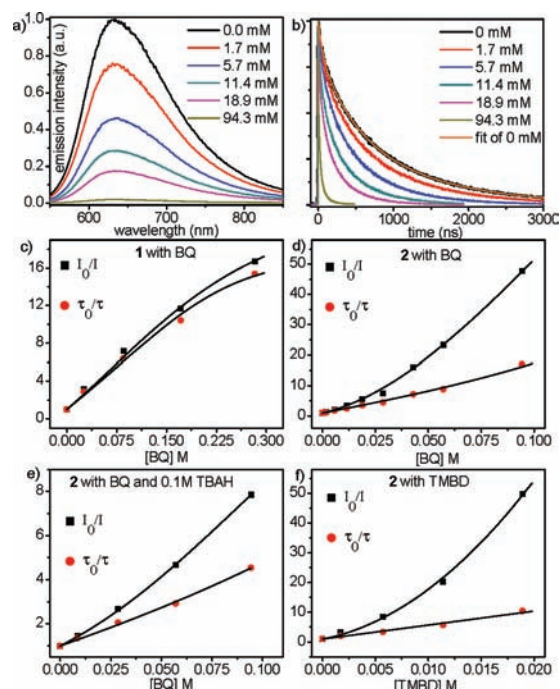 a)
0.0 mM
1.7 mM
5.7 mM
11.4 mM
18.9 mM
94.3 mM
emission intensity (a.u.)
1.0
0.8
0.6
0.4
0.2
0.0
600 700 800
wavelength (nm)
b)
0 mM
1.7 mM
5.7 mM
11.4 mM
18.9 mM
94.3 mM
fit of 0 mM
0 1000 2000 3000
time (ns)
c)
1 with BQ
I0/I
τ0/τ
16
12
8
4
0
0.000 0.075 0.150 0.225 0.300
[BQ] M
d)
2 with BQ
I0/I
τ0/τ
50
40
30
20
10
0
0.000 0.025 0.050 0.075 0.100
[BQ] M
e)
2 with BQ and 0.1M TBAH
I0/I
τ0/τ
8
6
4
2
0.000 0.025 0.050 0.075 0.100
[BQ] M
f)
2 with TMBD
I0/I
τ0/τ
50
40
30
20
10
0
0.000 0.005 0.010 0.015 0.020
[TMBD] M